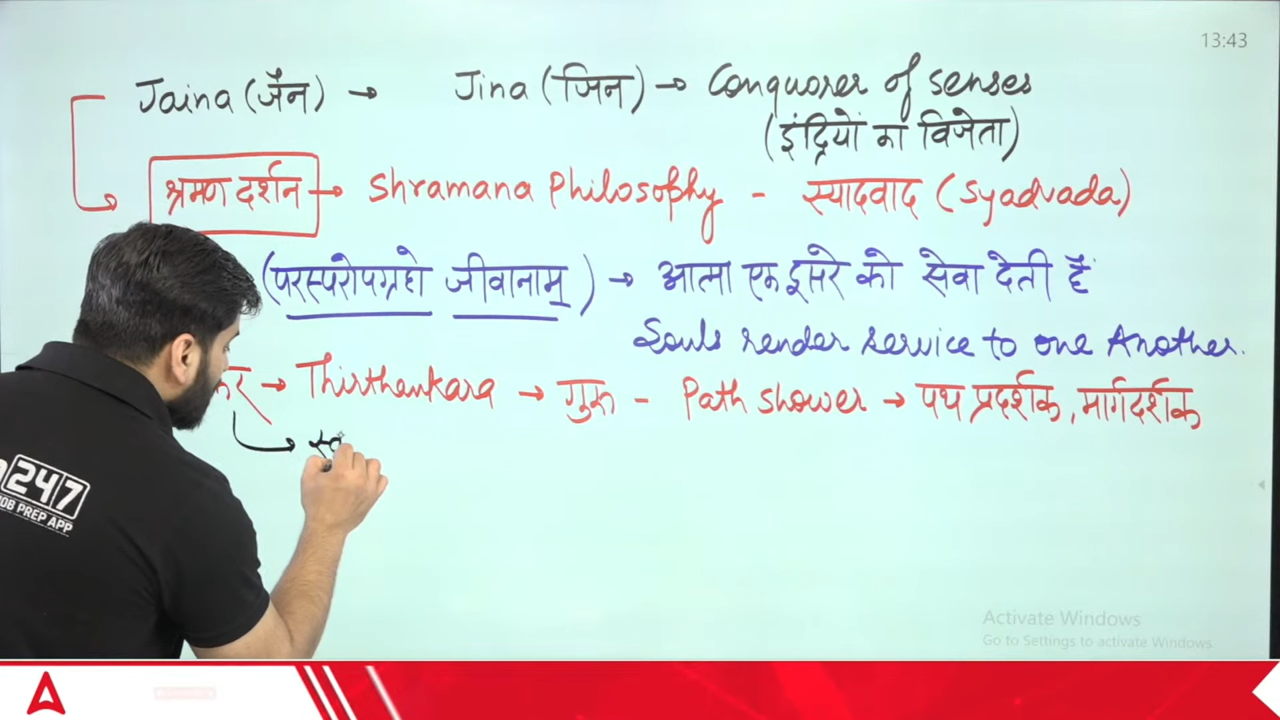 13:43
Jaina (जैन) → Jina (जिन) → Conquorer of senses
(इंद्रियों का विजेता)
श्रमण दर्शन → Shramana Philosophy - स्यादवाद (Syadvada)
(परस्परोपग्रहो जीवानाम्) → आत्मा एक दूसरे को सेवा देती हैं
Souls render service to one Another.
कर → Thirthankara → गुरु - Path shower → पथ प्रदर्शक, मार्गदर्शक
247
JOB PREP APP
Activate Windows
Go to Settings to activate Windows.